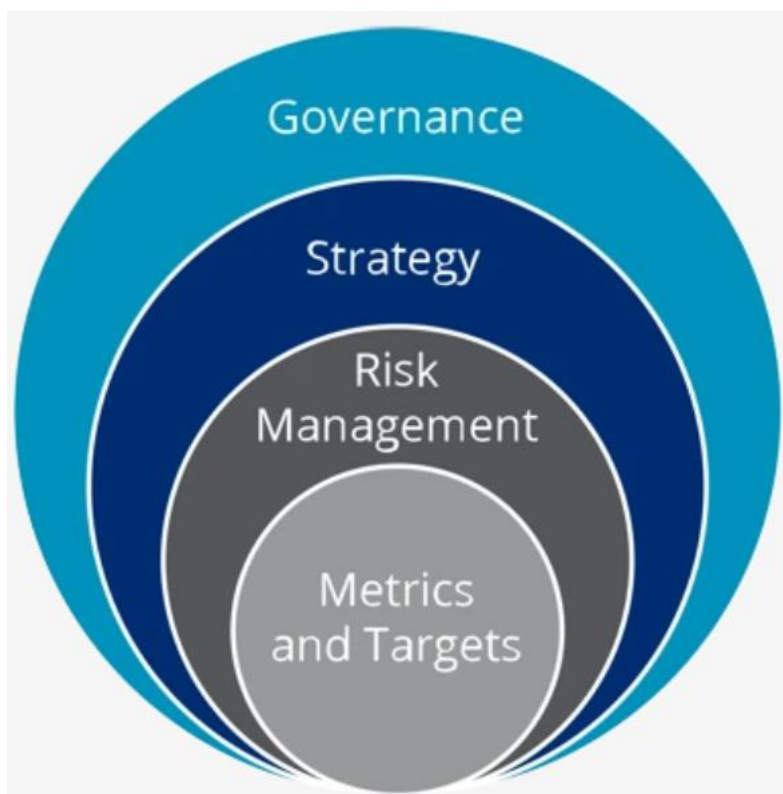 Governance
Strategy
Risk
Management
Metrics
and Targets